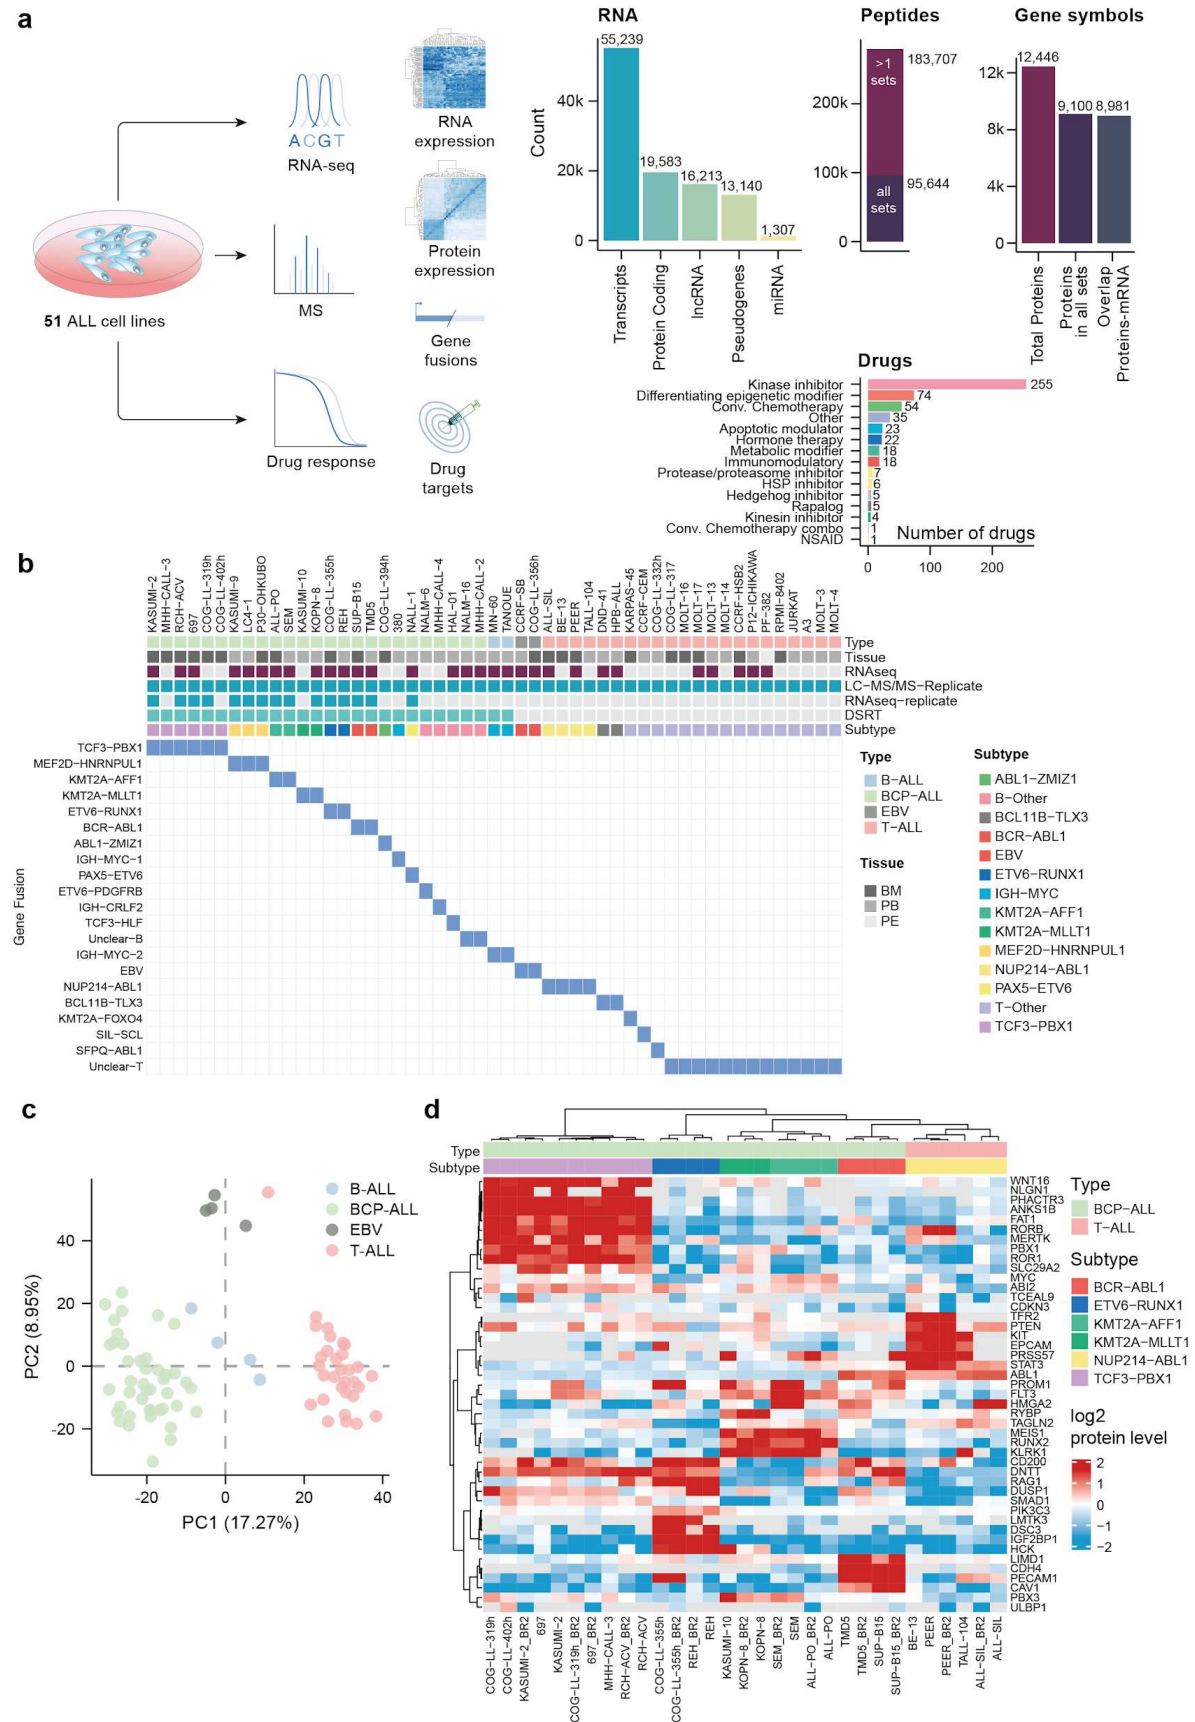 a
RNA
Peptides
Gene symbols
ACGT
RNA-seq
RNA
expression
MS
Protein
expression
51 ALL cell lines
Gene
fusions
Drug response
Drug
targets
Count
40k
20k
0
55,239
19,583
16,213
13,140
1,307
Transcripts
Protein Coding
lncRNA
Pseudogenes
miRNA
200k
100k
0
>1
sets
183,707
all
sets
95,644
12k
8k
4k
0
12,446
9,100
8,981
Total Proteins
Proteins
in all sets
Overlap
Proteins-mRNA
Drugs
Kinase inhibitor 255
Differentiating epigenetic modifier 74
Conv. Chemotherapy 54
Other 35
Apoptotic modulator 23
Hormone therapy 22
Metabolic modifier 18
Immunomodulatory 18
Protease/proteasome inhibitor 7
HSP inhibitor 6
Hedgehog inhibitor 5
Rapalog 5
Kinesin inhibitor 4
Conv. Chemotherapy combo 1
NSAID 1
Number of drugs
0 100 200
b
KASUMI-2
MHH-CALL-3
RCH-ACV
697
COG-LL-319h
COG-LL-402h
KASUMI-9
LC4-1
P30-OHKUBO
ALL-PO
SEM
KASUMI-10
KOPN-8
COG-LL-355h
REH
SUP-B15
TMD5
COG-LL-394h
380
NALL-1
NALM-6
MHH-CALL-4
HAL-01
NALM-16
MHH-CALL-2
MN-60
TANOUE
CCRF-SB
COG-LL-356h
ALL-SIL
BE-13
PEER
TALL-104
DND-41
HPB-ALL
KARPAS-45
CCRF-CEM
COG-LL-332h
COG-LL-317
MOLT-16
MOLT-17
MOLT-13
MOLT-14
CCRF-HSB2
P12-ICHIKAWA
PF-382
RPMI-8402
JURKAT
A3
MOLT-3
MOLT-4
Type
Tissue
RNAseq
LC-MS/MS-Replicate
RNAseq-replicate
DSRT
Subtype
Gene Fusion
TCF3-PBX1
MEF2D-HNRNPUL1
KMT2A-AFF1
KMT2A-MLLT1
ETV6-RUNX1
BCR-ABL1
ABL1-ZMIZ1
IGH-MYC-1
PAX5-ETV6
ETV6-PDGFRB
IGH-CRLF2
TCF3-HLF
Unclear-B
IGH-MYC-2
EBV
NUP214-ABL1
BCL11B-TLX3
KMT2A-FOXO4
SIL-SCL
SFPQ-ABL1
Unclear-T
Type
B-ALL
BCP-ALL
EBV
T-ALL
Tissue
BM
PB
PE
Subtype
ABL1-ZMIZ1
B-Other
BCL11B-TLX3
BCR-ABL1
EBV
ETV6-RUNX1
IGH-MYC
KMT2A-AFF1
KMT2A-MLLT1
MEF2D-HNRNPUL1
NUP214-ABL1
PAX5-ETV6
T-Other
TCF3-PBX1
c
PC2 (8.95%)
40
20
0
-20
-20 0 20 40
PC1 (17.27%)
B-ALL
BCP-ALL
EBV
T-ALL
d
Type
Subtype
WNT16
NLGN1
PHACTR3
ANKS1B
FAT1
RORB
MERTK
PBX1
ROR1
SLC29A2
MYC
ABI2
TCEAL9
CDKN3
TFR2
PTEN
KIT
EPCAM
PRSS57
STAT3
ABL1
PROM1
FLT3
HMGA2
RYBP
TAGLN2
MEIS1
RUNX2
KLRK1
CD200
DNTT
RAG1
DUSP1
SMAD1
PIK3C3
LMTK3
DSC3
IGF2BP1
HCK
LIMD1
CDH4
PECAM1
CAV1
PBX3
ULBP1
COG-LL-319h
COG-LL-402h
KASUMI-2_BR2
697
KASUMI-2
COG-LL-319h_BR2
697_BR2
MHH-CALL-3
RCH-ACV_BR2
RCH-ACV
COG-LL-355h
COG-LL-355h_BR2
REH_BR2
REH
KASUMI-10
KOPN-8_BR2
KOPN-8
SEM_BR2
SEM
ALL-PO_BR2
ALL-PO
TMD5
TMD5_BR2
SUP-B15
SUP-B15_BR2
BE-13
PEER
PEER_BR2
TALL-104
ALL-SIL_BR2
ALL-SIL
Type
BCP-ALL
T-ALL
Subtype
BCR-ABL1
ETV6-RUNX1
KMT2A-AFF1
KMT2A-MLLT1
NUP214-ABL1
TCF3-PBX1
log2
protein level
2
1
0
-1
-2